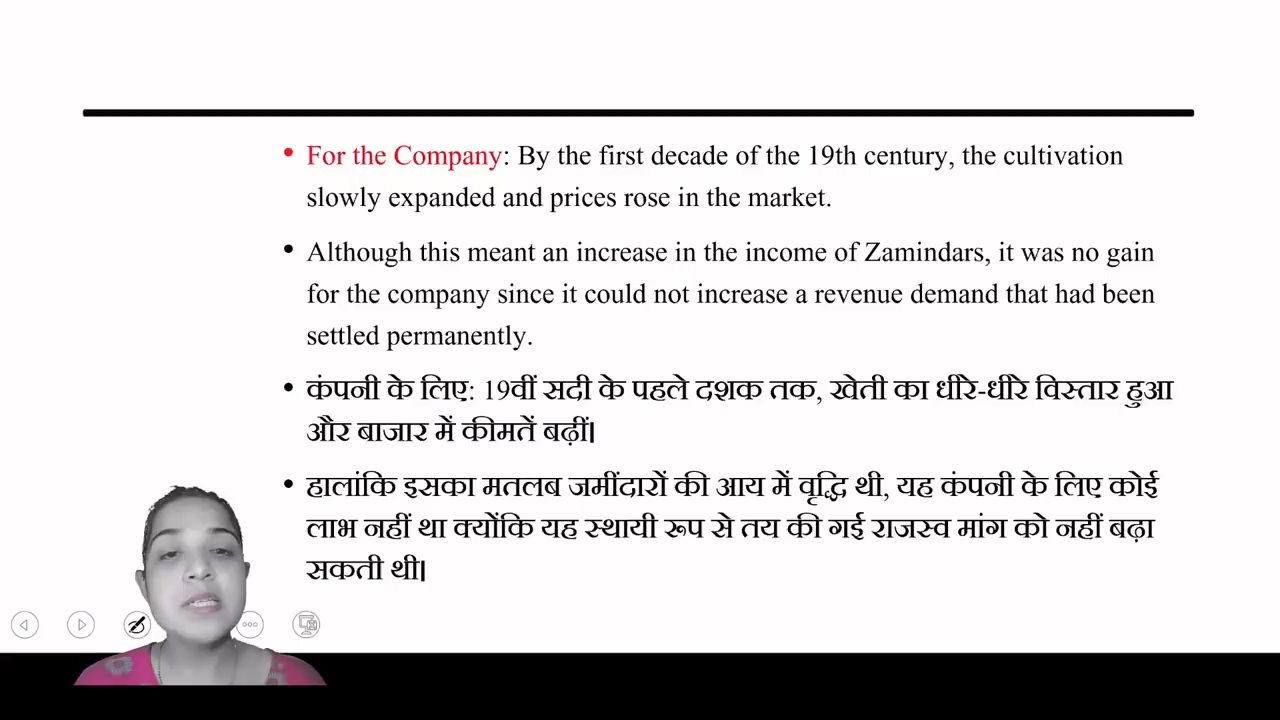 • For the Company: By the first decade of the 19th century, the cultivation
slowly expanded and prices rose in the market.
• Although this meant an increase in the income of Zamindars, it was no gain
for the company since it could not increase a revenue demand that had been
settled permanently.
• कंपनी के लिए: 19वीं सदी के पहले दशक तक, खेती का धीरे-धीरे विस्तार हुआ
और बाजार में कीमतें बढ़ीं।
• हालांकि इसका मतलब जमींदारों की आय में वृद्धि थी, यह कंपनी के लिए कोई
लाभ नहीं था क्योंकि यह स्थायी रूप से तय की गई राजस्व मांग को नहीं बढ़ा
सकती थी।